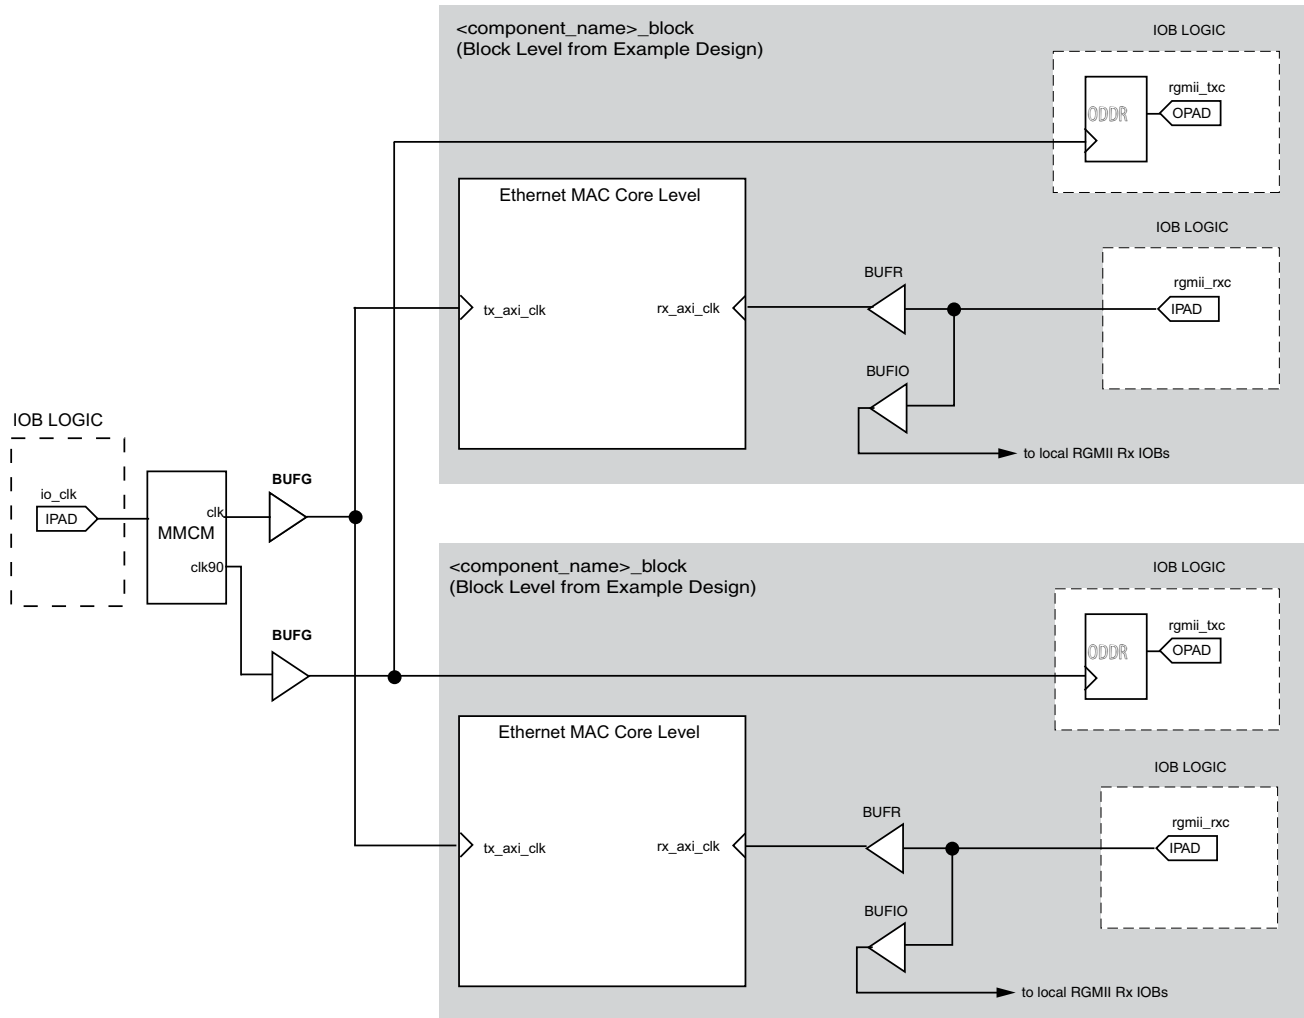 <component_name>_block
(Block Level from Example Design)
IOB LOGIC
rgmii_txc
ODDR
OPAD
Ethernet MAC Core Level
IOB LOGIC
BUFR
rgmii_rxc
tx_axi_clk
rx_axi_clk
IPAD
BUFIO
to local RGMII Rx IOBs
IOB LOGIC
io_clk
IPAD
MMCM
clk
clk90
BUFG
BUFG
<component_name>_block
(Block Level from Example Design)
IOB LOGIC
rgmii_txc
ODDR
OPAD
Ethernet MAC Core Level
IOB LOGIC
BUFR
rgmii_rxc
tx_axi_clk
rx_axi_clk
IPAD
BUFIO
to local RGMII Rx IOBs